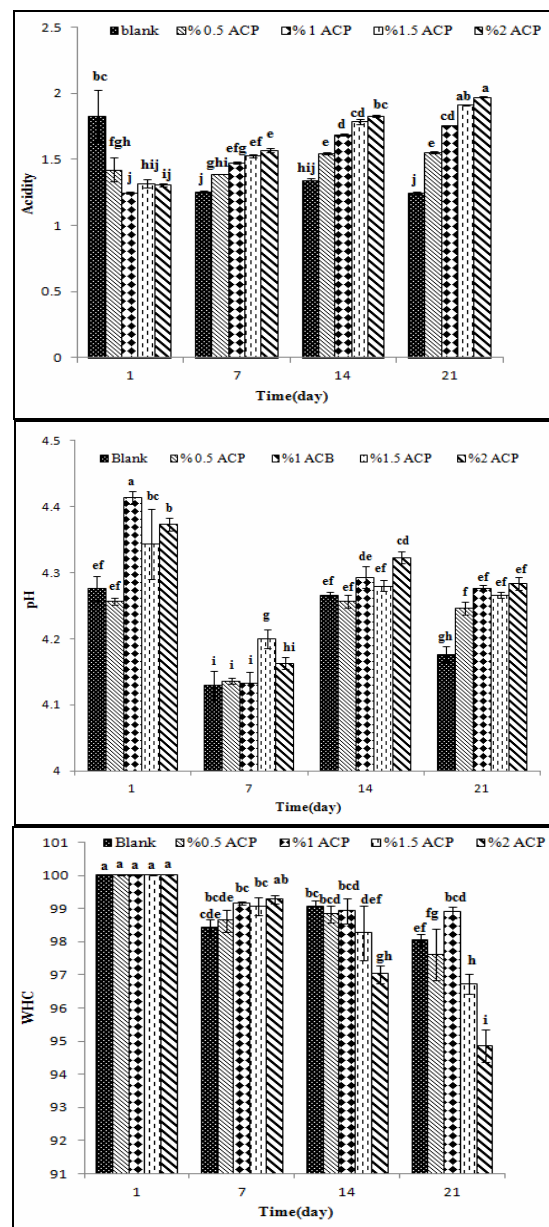 blank %0.5 ACP %1 ACP %1.5 ACP %2 ACP
2.5
2
1.5
1
0.5
0
Acidity
bc fgh j hij ij
j ghi efg ef e
hij e d cd bc
j e cd ab a
1 7 14 21
Time(day)
Blank %0.5 ACP %1 ACB %1.5 ACP %2 ACP
4.5
4.4
4.3
4.2
4.1
4
pH
ef ef a bc b
i i i g hi
ef ef de ef cd
gh f ef ef ef
1 7 14 21
Time(day)
Blank %0.5 ACP %1 ACP %1.5 ACP %2 ACP
101
100
99
98
97
96
95
94
93
92
91
WHC
a a a a a
cde bcde bc bc ab
bc bcd bcd def gh
ef fg bcd h i
1 7 14 21
Time(day)